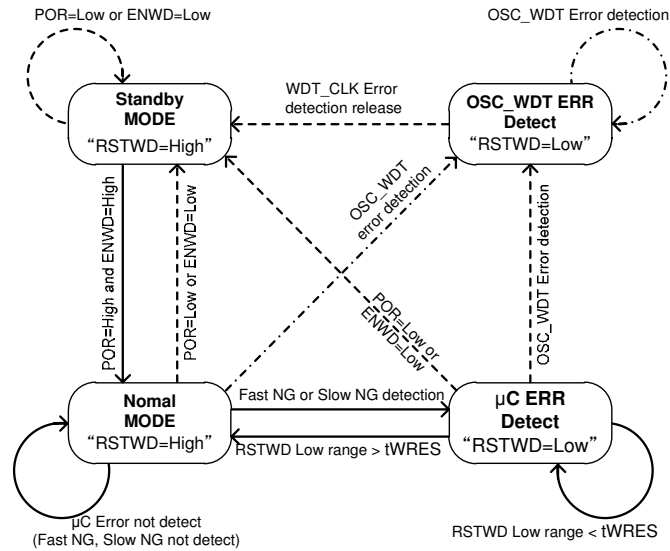 POR=Low or ENWD=Low
OSC_WDT Error detection
Standby
MODE
"RSTWD=High"
WDT_CLK Error
detection release
OSC_WDT ERR
Detect
"RSTWD=Low"
POR=High and ENWD=High
POR=Low or ENWD=Low
OSC_WDT
error detection
POR=Low or
ENWD=Low
OSC_WDT Error detection
Nomal
MODE
"RSTWD=High"
Fast NG or Slow NG detection
RSTWD Low range > tWRES
µC ERR
Detect
"RSTWD=Low"
µC Error not detect
(Fast NG, Slow NG not detect)
RSTWD Low range < tWRES